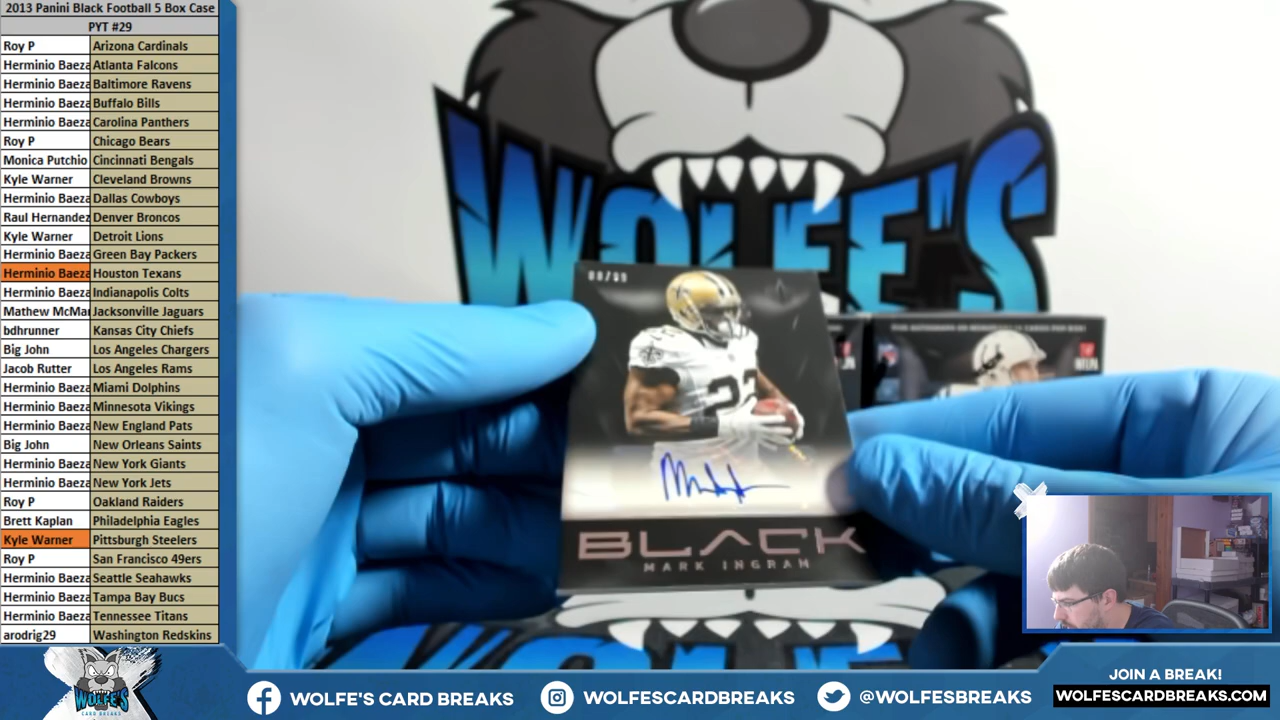 2013 Panini Black Football 5 Box Case
PYT #29
Roy P Arizona Cardinals
Herminio Baeza Atlanta Falcons
Herminio Baeza Baltimore Ravens
Herminio Baeza Buffalo Bills
Herminio Baeza Carolina Panthers
Roy P Chicago Bears
Monica Putchio Cincinnati Bengals
Kyle Warner Cleveland Browns
Herminio Baeza Dallas Cowboys
Raul Hernandez Denver Broncos
Kyle Warner Detroit Lions
Herminio Baeza Green Bay Packers
Herminio Baeza Houston Texans
Herminio Baeza Indianapolis Colts
Mathew McMa Jacksonville Jaguars
bdhrunner Kansas City Chiefs
Big John Los Angeles Chargers
Jacob Rutter Los Angeles Rams
Herminio Baeza Miami Dolphins
Herminio Baeza Minnesota Vikings
Herminio Baeza New England Pats
Big John New Orleans Saints
Herminio Baeza New York Giants
Herminio Baeza New York Jets
Roy P Oakland Raiders
Brett Kaplan Philadelphia Eagles
Kyle Warner Pittsburgh Steelers
Roy P San Francisco 49ers
Herminio Baeza Seattle Seahawks
Herminio Baeza Tampa Bay Bucs
Herminio Baeza Tennessee Titans
arodrig29 Washington Redskins
WOLFE'S
22
BLACK
MARK INGRAM
WOLFE'S
CARD BREAKS
WOLFE'S CARD BREAKS
WOLFESCARDBREAKS
@WOLFESBREAKS
JOIN A BREAK!
WOLFESCARDBREAKS.COM